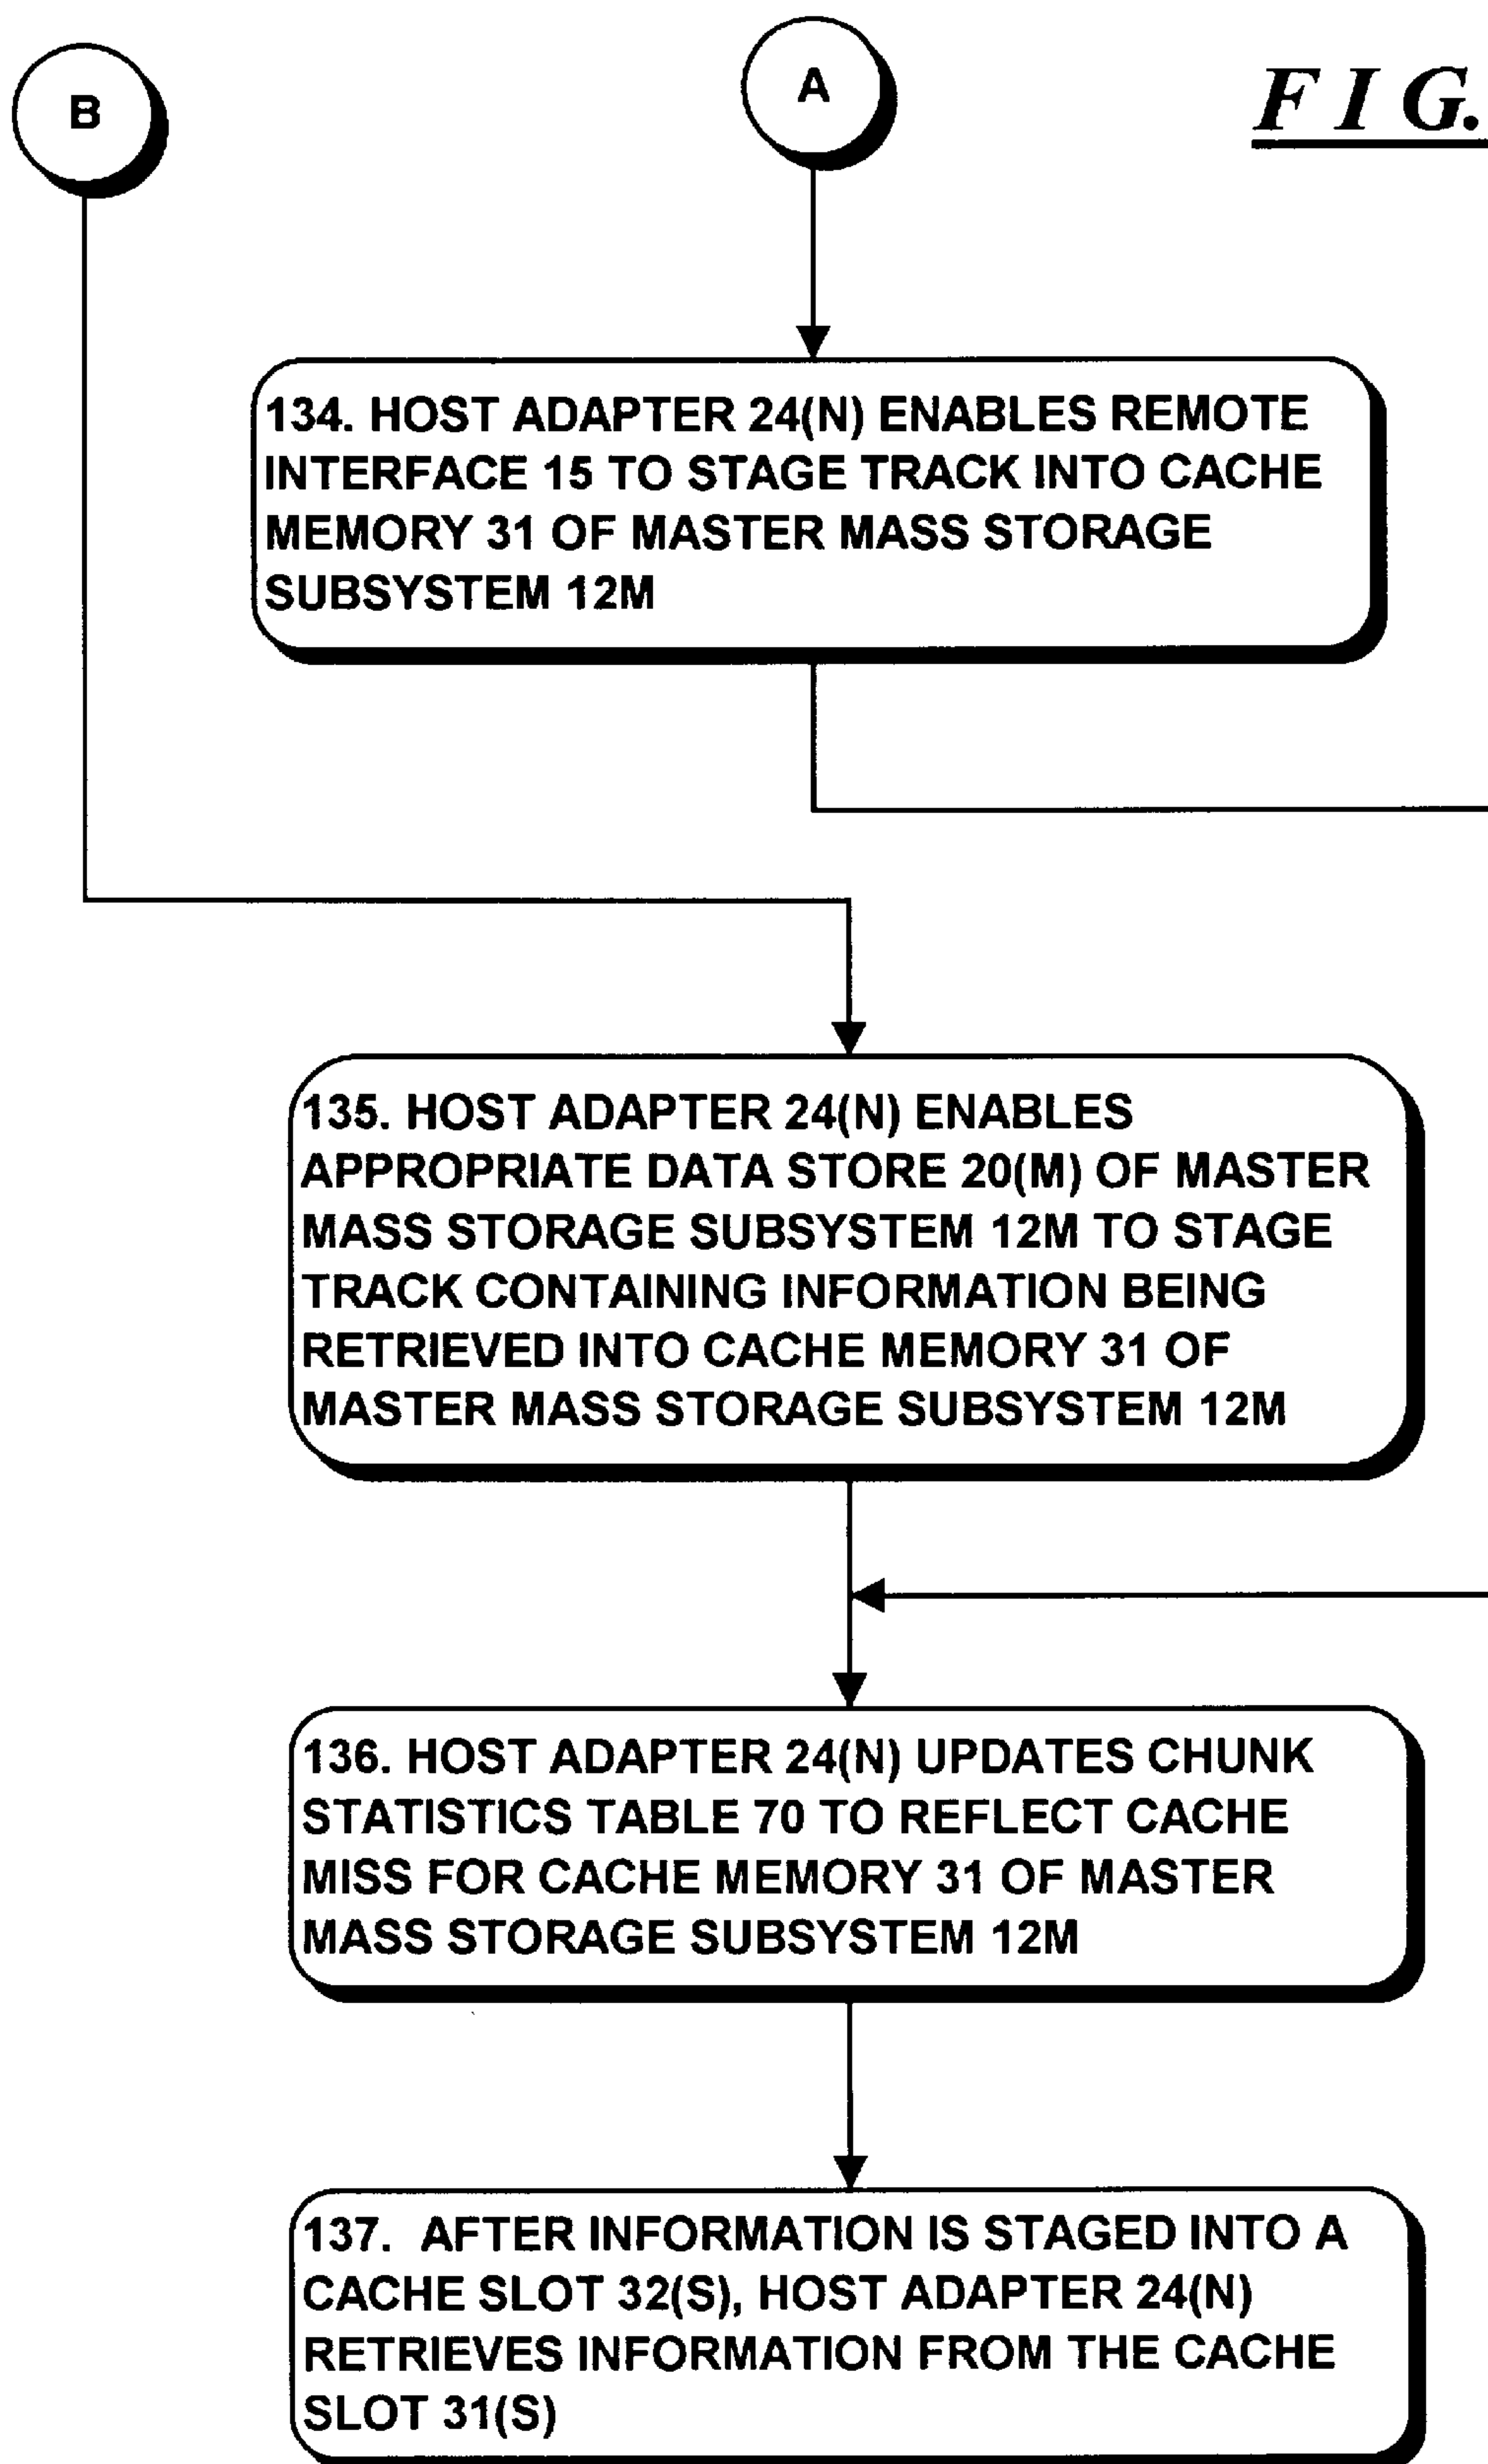 B
A
FIG.
134. HOST ADAPTER 24(N) ENABLES REMOTE
INTERFACE 15 TO STAGE TRACK INTO CACHE
MEMORY 31 OF MASTER MASS STORAGE
SUBSYSTEM 12M
135. HOST ADAPTER 24(N) ENABLES
APPROPRIATE DATA STORE 20(M) OF MASTER
MASS STORAGE SUBSYSTEM 12M TO STAGE
TRACK CONTAINING INFORMATION BEING
RETRIEVED INTO CACHE MEMORY 31 OF
MASTER MASS STORAGE SUBSYSTEM 12M
136. HOST ADAPTER 24(N) UPDATES CHUNK
STATISTICS TABLE 70 TO REFLECT CACHE
MISS FOR CACHE MEMORY 31 OF MASTER
MASS STORAGE SUBSYSTEM 12M
137. AFTER INFORMATION IS STAGED INTO A
CACHE SLOT 32(S), HOST ADAPTER 24(N)
RETRIEVES INFORMATION FROM THE CACHE
SLOT 31(S)